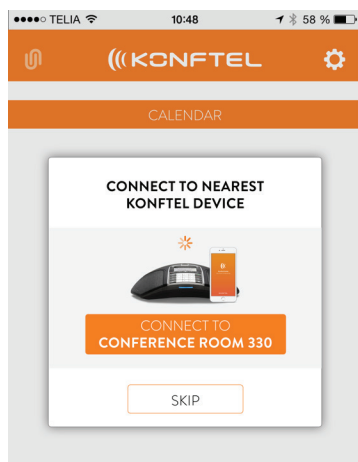 TELIA 10:48 58 %
KONFTEL
CALENDAR
CONNECT TO NEAREST
KONFTEL DEVICE
CONNECT TO
CONFERENCE ROOM 330
SKIP